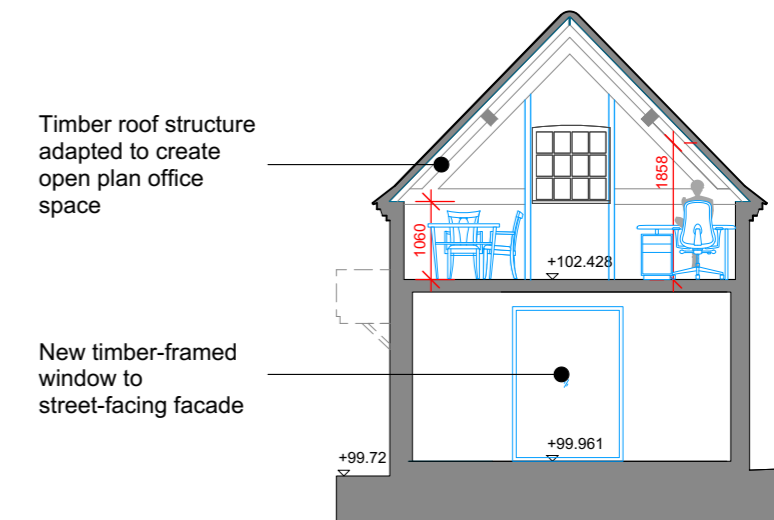 Timber roof structure
adapted to create
open plan office
space
1858
1060
+102.428
New timber-framed
window to
street-facing facade
+99.961
+99.72